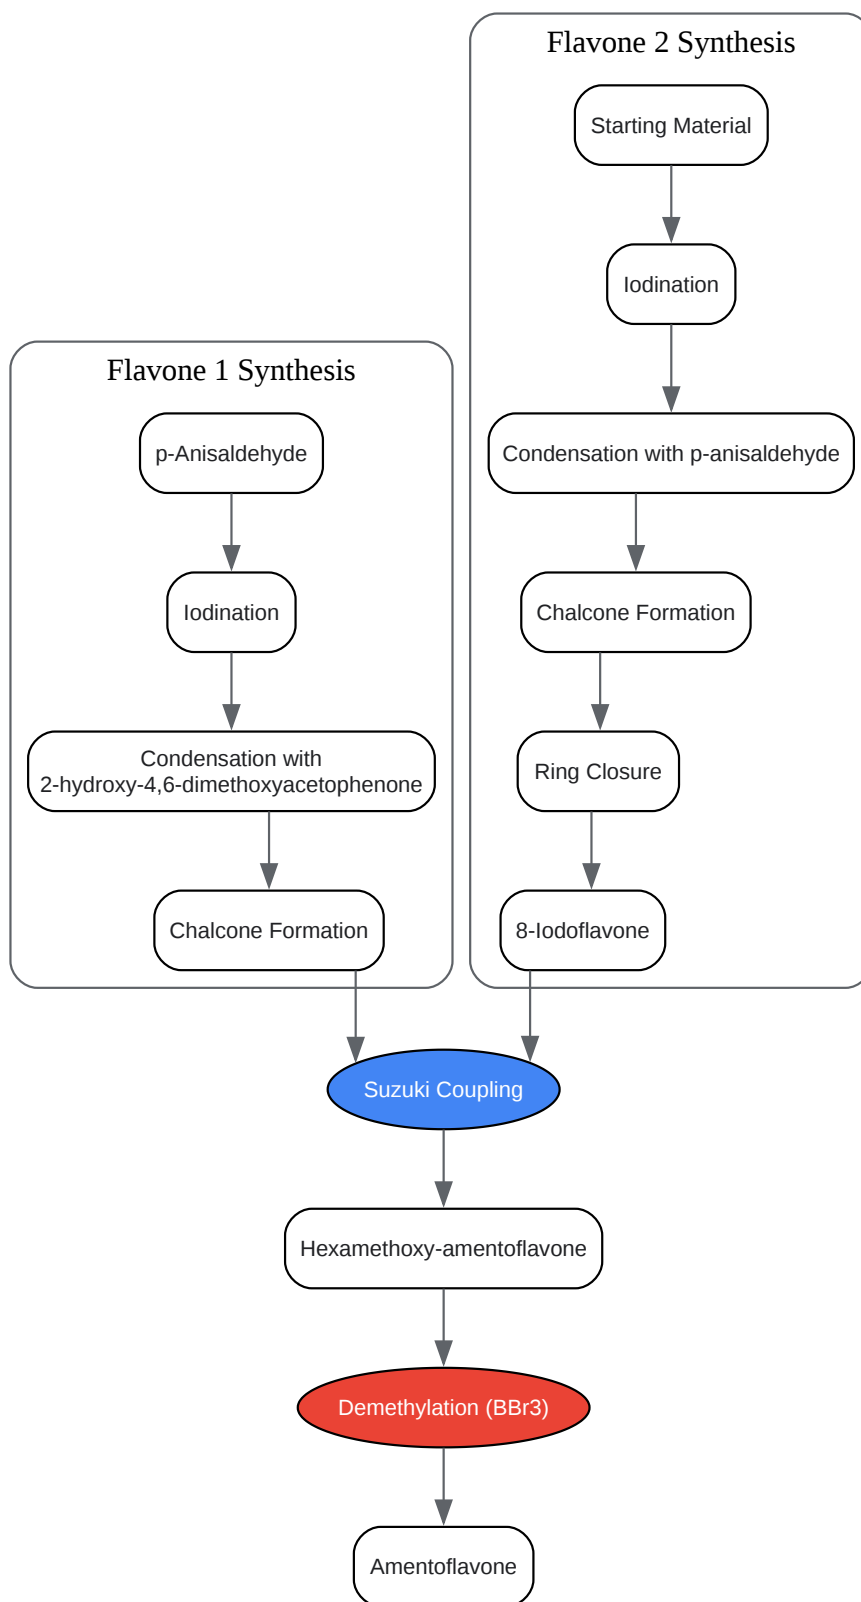 Flavone 2 Synthesis
Starting Material
Iodination
Condensation with p-anisaldehyde
Chalcone Formation
Ring Closure
8-Iodoflavone
Flavone 1 Synthesis
p-Anisaldehyde
Iodination
Condensation with
2-hydroxy-4,6-dimethoxyacetophenone
Chalcone Formation
Suzuki Coupling
Hexamethoxy-amentoflavone
Demethylation (BBr3)
Amentoflavone